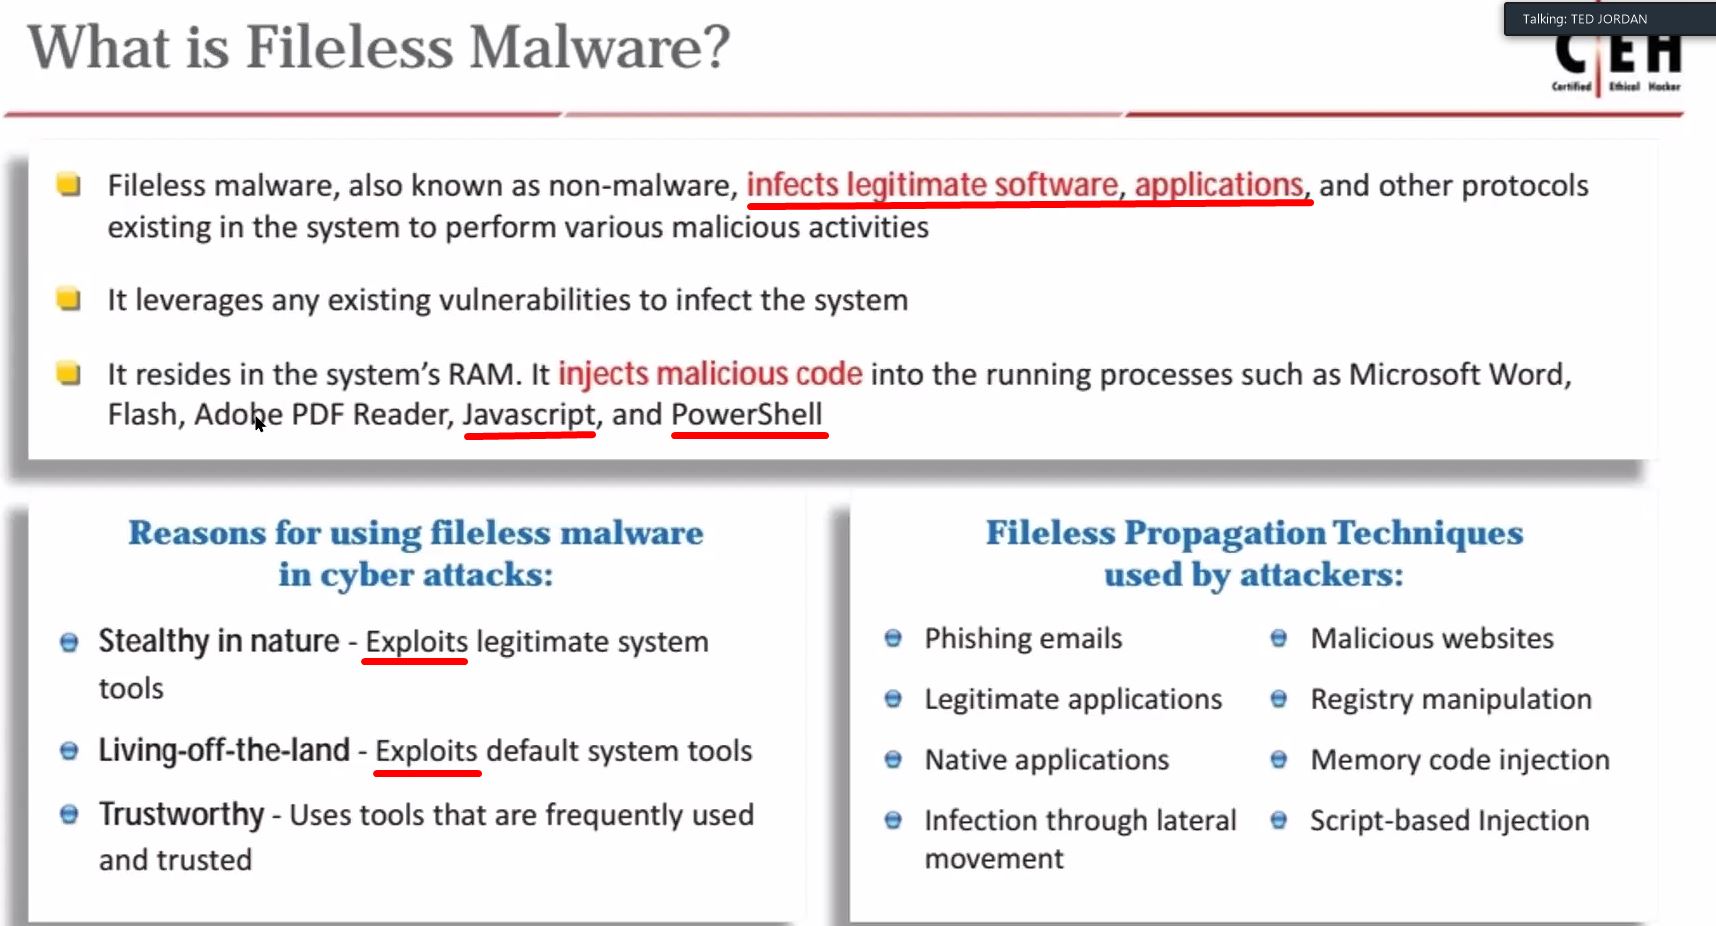 Talking: TED JORDAN
What is Fileless Malware?
C|EH
Certified Ethical Hacker
Fileless malware, also known as non-malware, infects legitimate software, applications, and other protocols
existing in the system to perform various malicious activities
It leverages any existing vulnerabilities to infect the system
It resides in the system's RAM. It injects malicious code into the running processes such as Microsoft Word,
Flash, Adobe PDF Reader, Javascript, and PowerShell
Reasons for using fileless malware
in cyber attacks:
Stealthy in nature - Exploits legitimate system
tools
Living-off-the-land - Exploits default system tools
Trustworthy - Uses tools that are frequently used
and trusted
Fileless Propagation Techniques
used by attackers:
Phishing emails
Legitimate applications
Native applications
Infection through lateral
movement
Malicious websites
Registry manipulation
Memory code injection
Script-based Injection